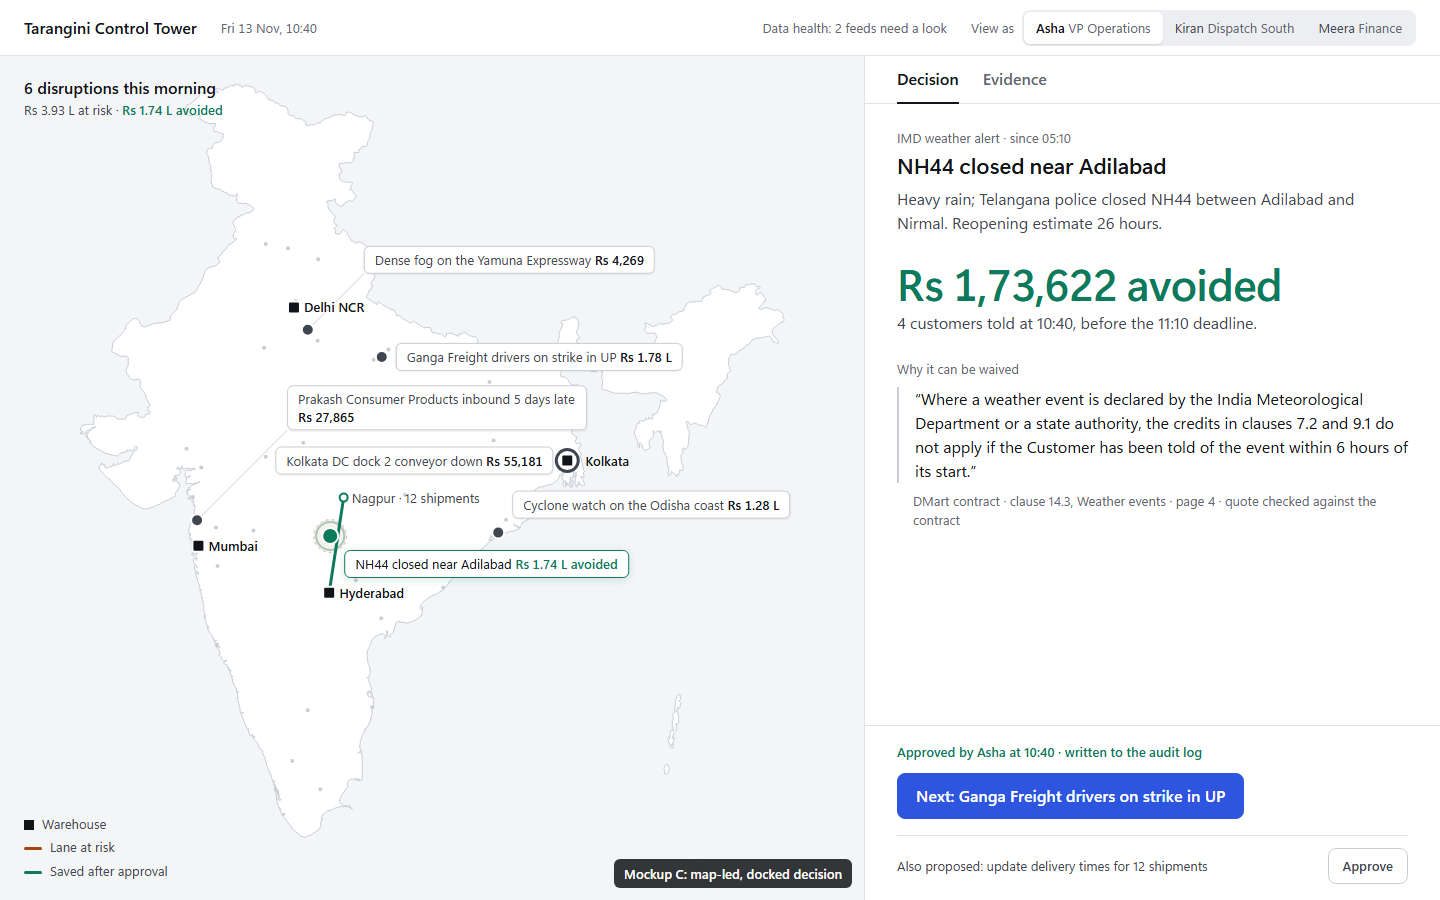 Tarangini Control Tower
Fri 13 Nov, 10:40
Data health: 2 feeds need a look
View as
Asha VP Operations
Kiran Dispatch South
Meera Finance
6 disruptions this morning
Rs 3.93 L at risk · Rs 1.74 L avoided
Dense fog on the Yamuna Expressway Rs 4,269
Delhi NCR
Ganga Freight drivers on strike in UP Rs 1.78 L
Prakash Consumer Products inbound 5 days late
Rs 27,865
Kolkata DC dock 2 conveyor down Rs 55,181
Kolkata
Nagpur · 12 shipments
Cyclone watch on the Odisha coast Rs 1.28 L
Mumbai
NH44 closed near Adilabad Rs 1.74 L avoided
Hyderabad
Warehouse
Lane at risk
Saved after approval
Mockup C: map-led, docked decision
Decision
Evidence
IMD weather alert · since 05:10
NH44 closed near Adilabad
Heavy rain; Telangana police closed NH44 between Adilabad and
Nirmal. Reopening estimate 26 hours.
Rs 1,73,622 avoided
4 customers told at 10:40, before the 11:10 deadline.
Why it can be waived
“Where a weather event is declared by the India Meteorological
Department or a state authority, the credits in clauses 7.2 and 9.1 do
not apply if the Customer has been told of the event within 6 hours of
its start.”
DMart contract · clause 14.3, Weather events · page 4 · quote checked against the
contract
Approved by Asha at 10:40 · written to the audit log
Next: Ganga Freight drivers on strike in UP
Also proposed: update delivery times for 12 shipments
Approve